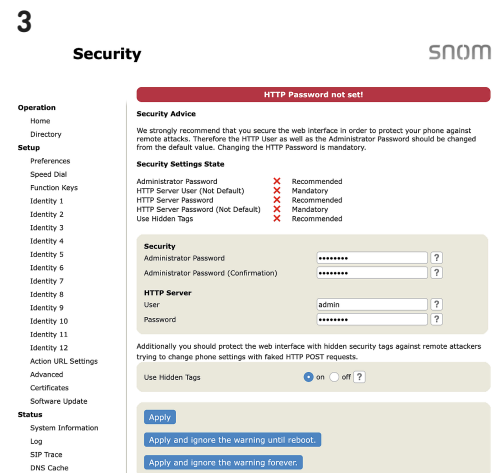 3
Security
snom
HTTP Password not set!
Operation
Home
Directory
Setup
Preferences
Speed Dial
Function Keys
Identity 1
Identity 2
Identity 3
Identity 4
Identity 5
Identity 6
Identity 7
Identity 8
Identity 9
Identity 10
Identity 11
Identity 12
Action URL Settings
Advanced
Certificates
Software Update
Status
System Information
Log
SIP Trace
DNS Cache
Security Advice
We strongly recommend that you secure the web interface in order to protect your phone against
remote attacks. Therefore the HTTP User as well as the Administrator Password should be changed
from the default value. Changing the HTTP Password is mandatory.
Security Settings State
Administrator Password Recommended
HTTP Server User (Not Default) Mandatory
HTTP Server Password Recommended
HTTP Server Password (Not Default) Mandatory
Use Hidden Tags Recommended
Security
Administrator Password •••••••• ?
Administrator Password (Confirmation) •••••••• ?
HTTP Server
User admin ?
Password •••••••• ?
Additionally you should protect the web interface with hidden security tags against remote attackers
trying to change phone settings with faked HTTP POST requests.
Use Hidden Tags on off ?
Apply
Apply and ignore the warning until reboot.
Apply and ignore the warning forever.